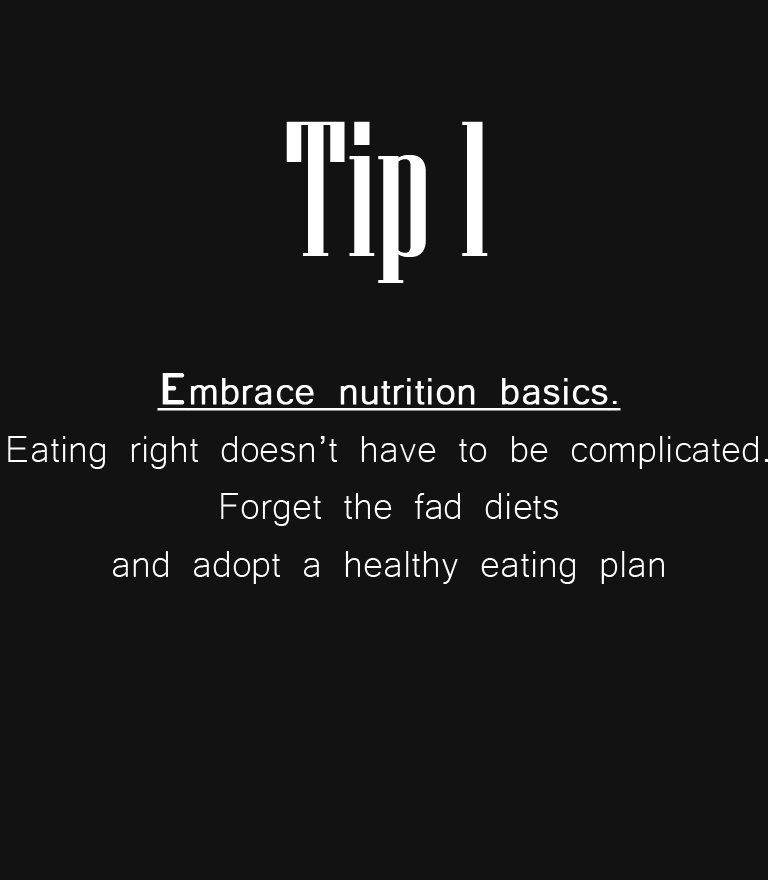 Tip 1
Embrace nutrition basics.
Eating right doesn’t have to be complicated.
Forget the fad diets
and adopt a healthy eating plan